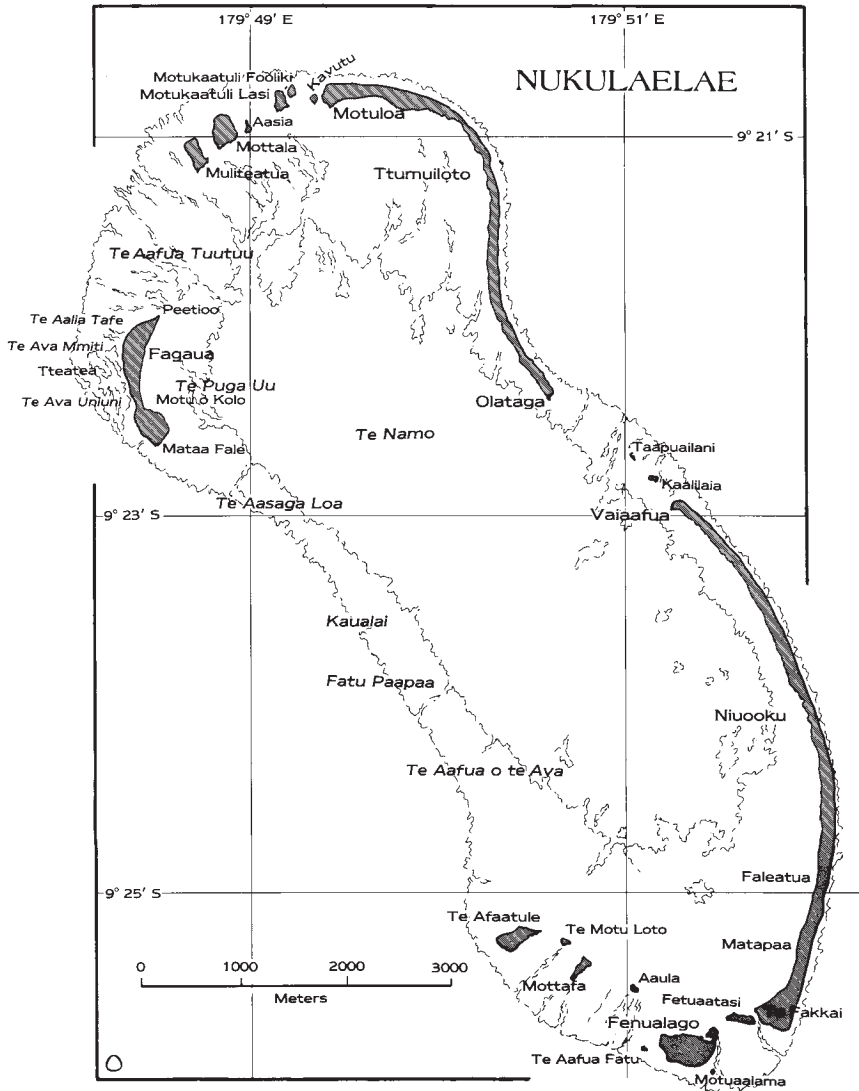 179° 49′ E
179° 51′ E
NUKULAELAE
Motukaatuli Fooliki
Kavutu
Motukaatuli Lasi
Motuloa
Aasia
Mottala
9° 21′ S
Muliteatua
Ttumuiloto
Te Aafua Tuutuu
Peetioo
Te Aalia Tafe
Te Ava Mmiti
Fagaua
Tteatea
Te Puga Uu
Te Ava Uniuni
Motu o Kolo
Olataga
Te Namo
Mataa Fale
Taapuailani
Kaalilaia
Te Aasaga Loa
9° 23′ S
Vaiaafua
Kaualai
Fatu Paapaa
Niuooku
Te Aafua o te Ava
Faleatua
9° 25′ S
Te Afaatule
Te Motu Loto
Matapaa
0 1000 2000 3000
Meters
Mottafa
Aaula
Fetuaatasi
Fakkai
Fenualago
Te Aafua Fatu
Motuaalama